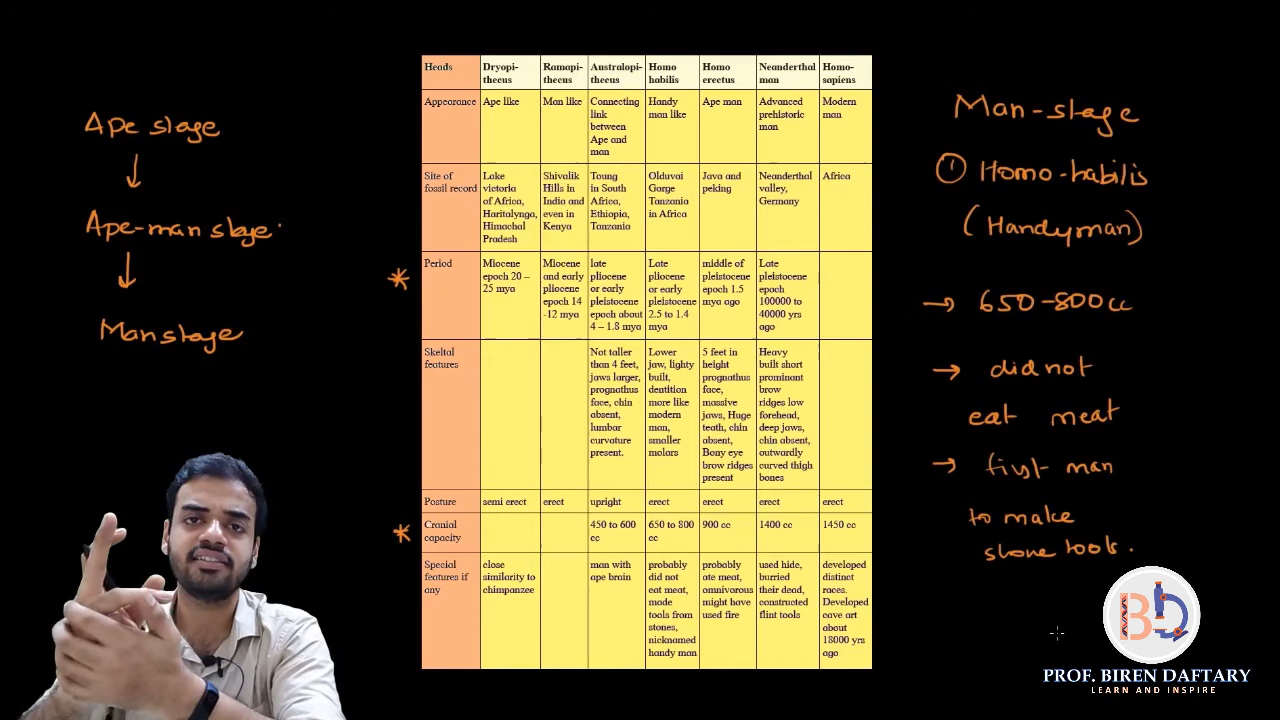 Ape stage
↓
Ape-man stage
↓
Man stage
Heads | Dryopi-thecus | Ramapi-thecus | Australopi-thecus | Homo habilis | Homo erectus | Neanderthal man | Homo-sapiens
Appearance | Ape like | Man like | Connecting link between Ape and man | Handy man like | Ape man | Advanced prehistoric man | Modern man
Site of fossil record | Lake victoria of Africa, Haritalynga, Himachal Pradesh | Shivalik Hills in India and even in Kenya | Toung in South Africa, Ethiopia, Tanzania | Olduvai Gorge Tanzania in Africa | Java and peking | Neanderthal valley, Germany | Africa
* Period | Miocene epoch 20 – 25 mya | Miocene and early pliocene epoch 14 -12 mya | late pliocene or early pleistocene epoch about 4 – 1.8 mya | Late pliocene or early pleistocene 2.5 to 1.4 mya | middle of pleistocene epoch 1.5 mya ago | Late pleistocene epoch 100000 to 40000 yrs ago
Skeltal features | Not taller than 4 feet, jaws larger, prognathus face, chin absent, lumbar curvature present. | Lower jaw, lighty built, dentition more like modern man, smaller molars | 5 feet in height prognathus face, massive jaws, Huge teath, chin absent, Bony eye brow ridges present | Heavy built short prominant brow ridges low forehead, deep jaws, chin absent, outwardly curved thigh bones
Posture | semi erect | erect | upright | erect | erect | erect | erect
* Cranial capacity | 450 to 600 cc | 650 to 800 cc | 900 cc | 1400 cc | 1450 cc
Special features if any | close similarity to chimpanzee | man with ape brain | probably did not eat meat, made tools from stones, nicknamed handy man | probably ate meat, omnivorous might have used fire | used hide, burried their dead, constructed flint tools | developed distinct races. Developed cave art about 18000 yrs ago
Man-stage
① Homo-habilis
(Handyman)
→ 650-800cc
→ did not
eat meat
→ first man
to make
stone tools.
BD
PROF. BIREN DAFTARY
LEARN AND INSPIRE